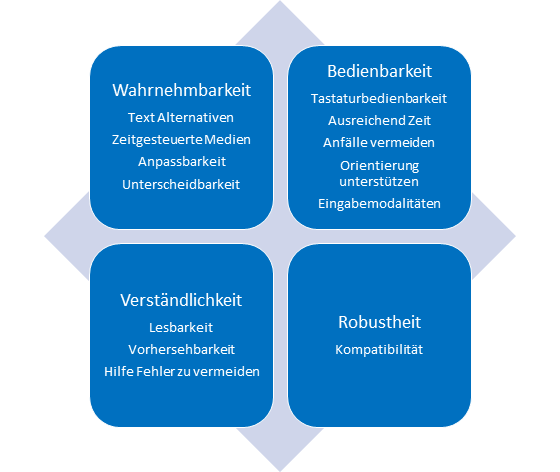 Wahrnehmbarkeit
Text Alternativen
Zeitgesteuerte Medien
Anpassbarkeit
Unterscheidbarkeit
Bedienbarkeit
Tastaturbedienbarkeit
Ausreichend Zeit
Anfälle vermeiden
Orientierung
unterstützen
Eingabemodalitäten
Verständlichkeit
Lesbarkeit
Vorhersehbarkeit
Hilfe Fehler zu vermeiden
Robustheit
Kompatibilität